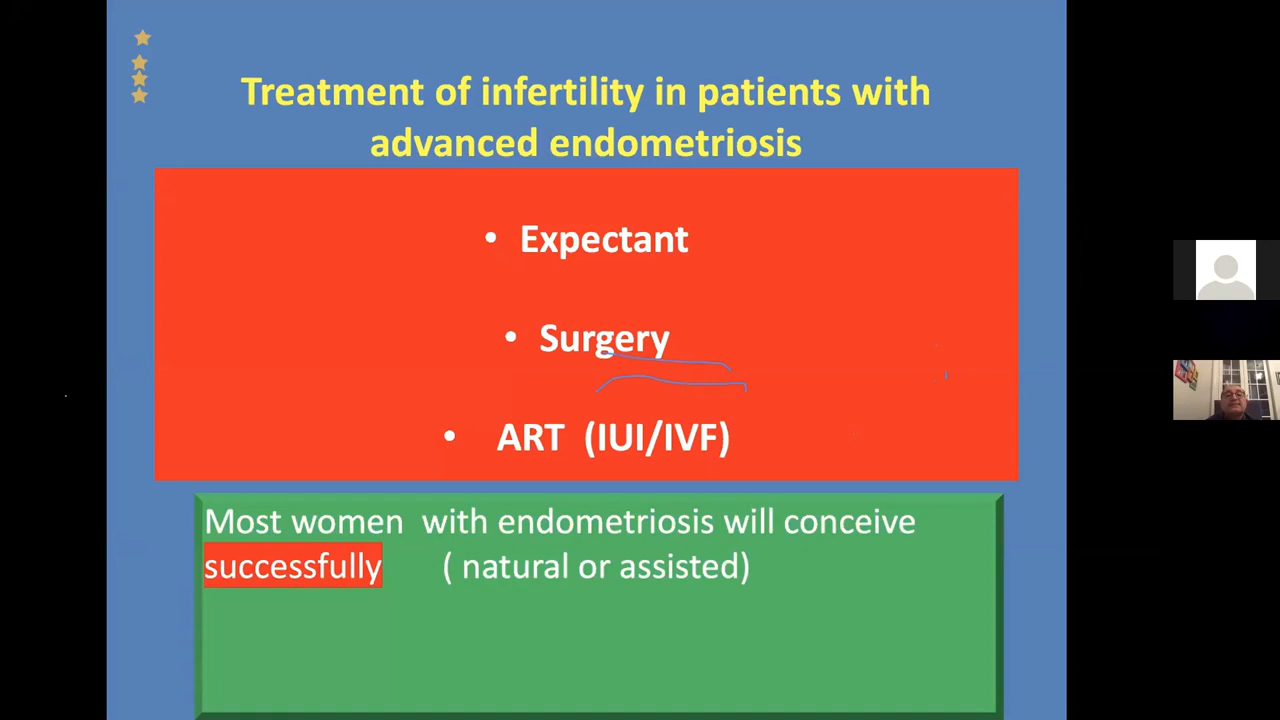 Treatment of infertility in patients with
advanced endometriosis
• Expectant
• Surgery
• ART (IUI/IVF)
Most women with endometriosis will conceive
successfully ( natural or assisted)